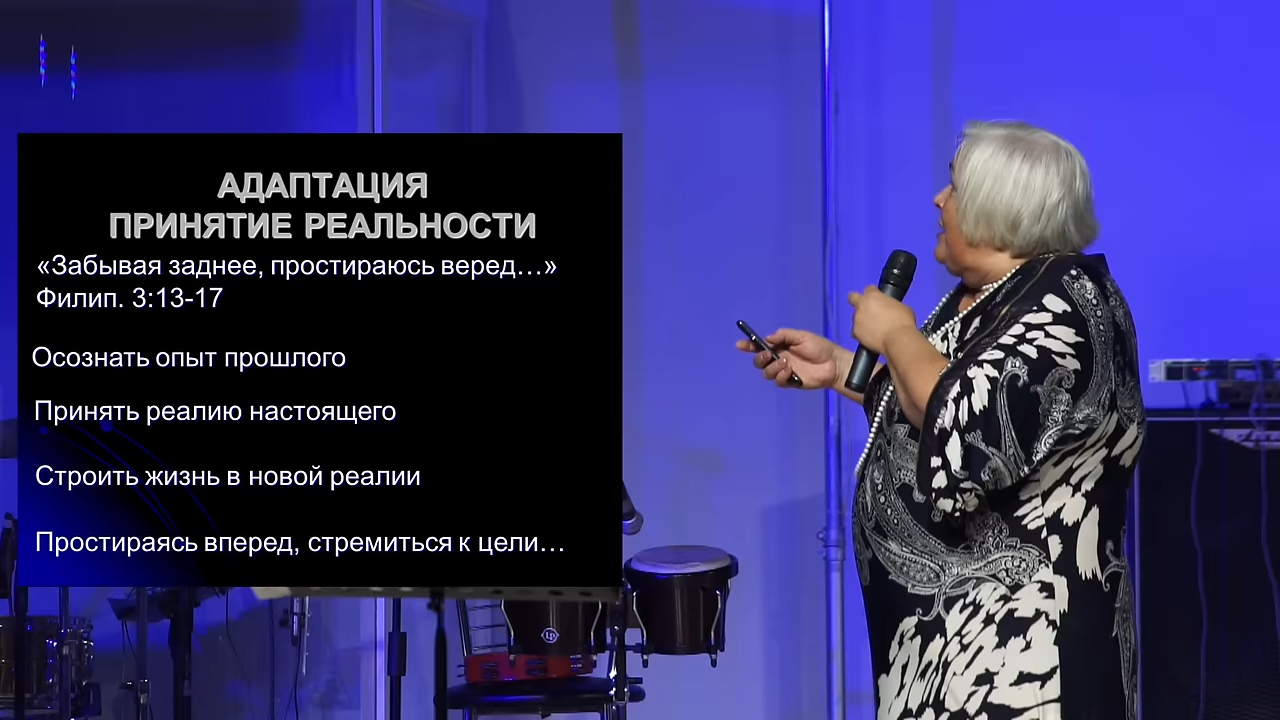 АДАПТАЦИЯ
ПРИНЯТИЕ РЕАЛЬНОСТИ
«Забывая заднее, простираюсь веред…»
Филип. 3:13-17
Осознать опыт прошлого
Принять реалию настоящего
Строить жизнь в новой реалии
Простираясь вперед, стремиться к цели…
LP